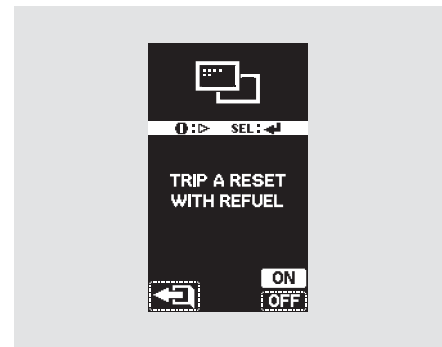 i:▷ SEL:↵
TRIP A RESET
WITH REFUEL
ON
OFF